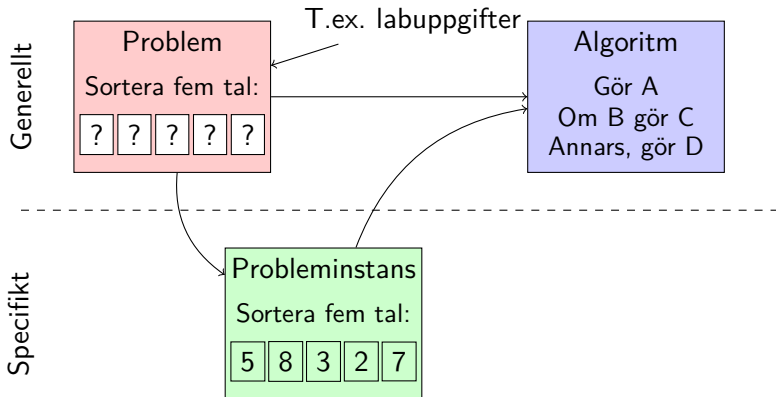 T.ex. labuppgifter
Generellt
Problem
Sortera fem tal:
? ? ? ? ?
Algoritm
Gör A
Om B gör C
Annars, gör D
Specifikt
Probleminstans
Sortera fem tal:
5 8 3 2 7